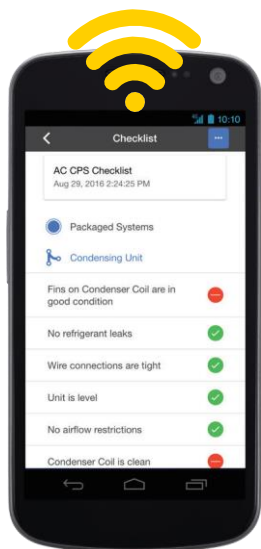 10:10
Checklist
AC CPS Checklist
Aug 29, 2016 2:24:25 PM
Packaged Systems
Condensing Unit
Fins on Condenser Coil are in
good condition
No refrigerant leaks
Wire connections are tight
Unit is level
No airflow restrictions
Condenser Coil is clean